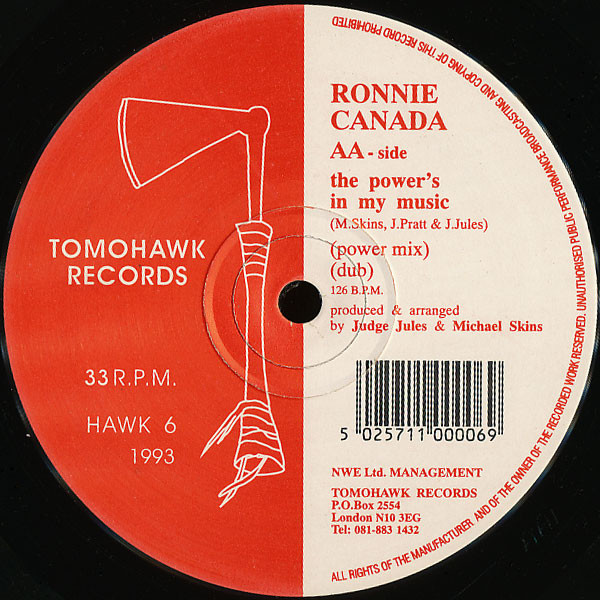 TOMOHAWK
RECORDS
33 R.P.M.
HAWK 6
1993
RONNIE
CANADA
AA - side
the power's
in my music
(M.Skins, J.Pratt & J.Jules)
(power mix)
(dub)
126 B.P.M.
produced & arranged
by Judge Jules & Michael Skins
5 025711 000069
NWE Ltd. MANAGEMENT
TOMOHAWK RECORDS
P.O.Box 2554
London N10 3EG
Tel: 081-883 1432
ALL RIGHTS OF THE MANUFACTURER AND OF THE OWNER OF THE RECORDED WORK RESERVED. UNAUTHORISED PUBLIC PERFORMANCE BROADCASTING AND COPYING OF THIS RECORD PROHIBITED